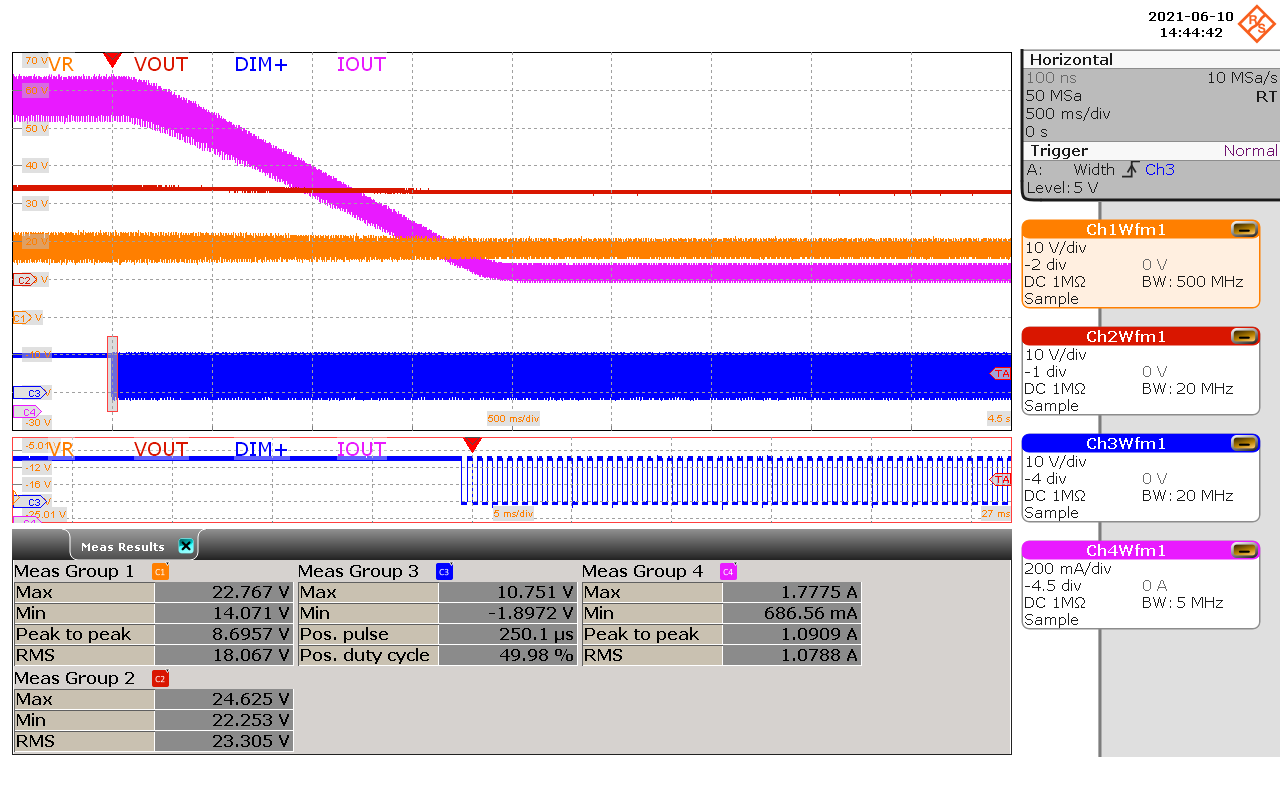 2021-06-10
14:44:42
R S
70 V VR VOUT DIM+ IOUT
60 V
50 V
40 V
30 V
20 V
C2 V
C1 V
-10 V
C3
C4
-30 V
TA
500 ms/div 4.5 s
-5.01 VR VOUT DIM+ IOUT
-12 V
-16 V
C3
-25.01 V
C4
TA
5 ms/div 27 ms
Horizontal
100 ns 10 MSa/s
50 MSa RT
500 ms/div
0 s
Trigger Normal
A: Width Ch3
Level: 5 V
Ch1Wfm1
10 V/div
-2 div 0 V
DC 1MΩ BW: 500 MHz
Sample
Ch2Wfm1
10 V/div
-1 div 0 V
DC 1MΩ BW: 20 MHz
Sample
Ch3Wfm1
10 V/div
-4 div 0 V
DC 1MΩ BW: 20 MHz
Sample
Ch4Wfm1
200 mA/div
-4.5 div 0 A
DC 1MΩ BW: 5 MHz
Sample
Meas Results
Meas Group 1 C1
Max 22.767 V
Min 14.071 V
Peak to peak 8.6957 V
RMS 18.067 V
Meas Group 3 C3
Max 10.751 V
Min -1.8972 V
Pos. pulse 250.1 µs
Pos. duty cycle 49.98 %
Meas Group 4 C4
Max 1.7775 A
Min 686.56 mA
Peak to peak 1.0909 A
RMS 1.0788 A
Meas Group 2 C2
Max 24.625 V
Min 22.253 V
RMS 23.305 V